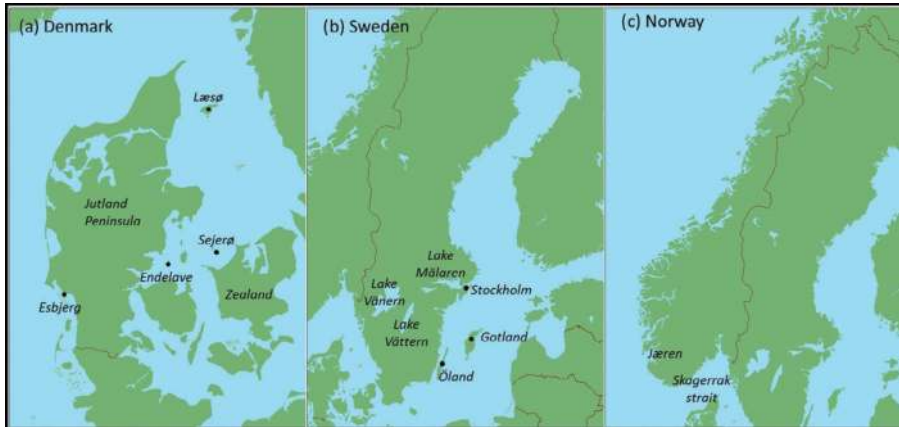 (a) Denmark
Læsø
Jutland
Peninsula
Sejerø
Endelave
Zealand
Esbjerg
(b) Sweden
Lake
Mälaren
Lake
Vänern
Stockholm
Lake
Vättern
Gotland
Öland
(c) Norway
Jæren
Skagerrak
strait